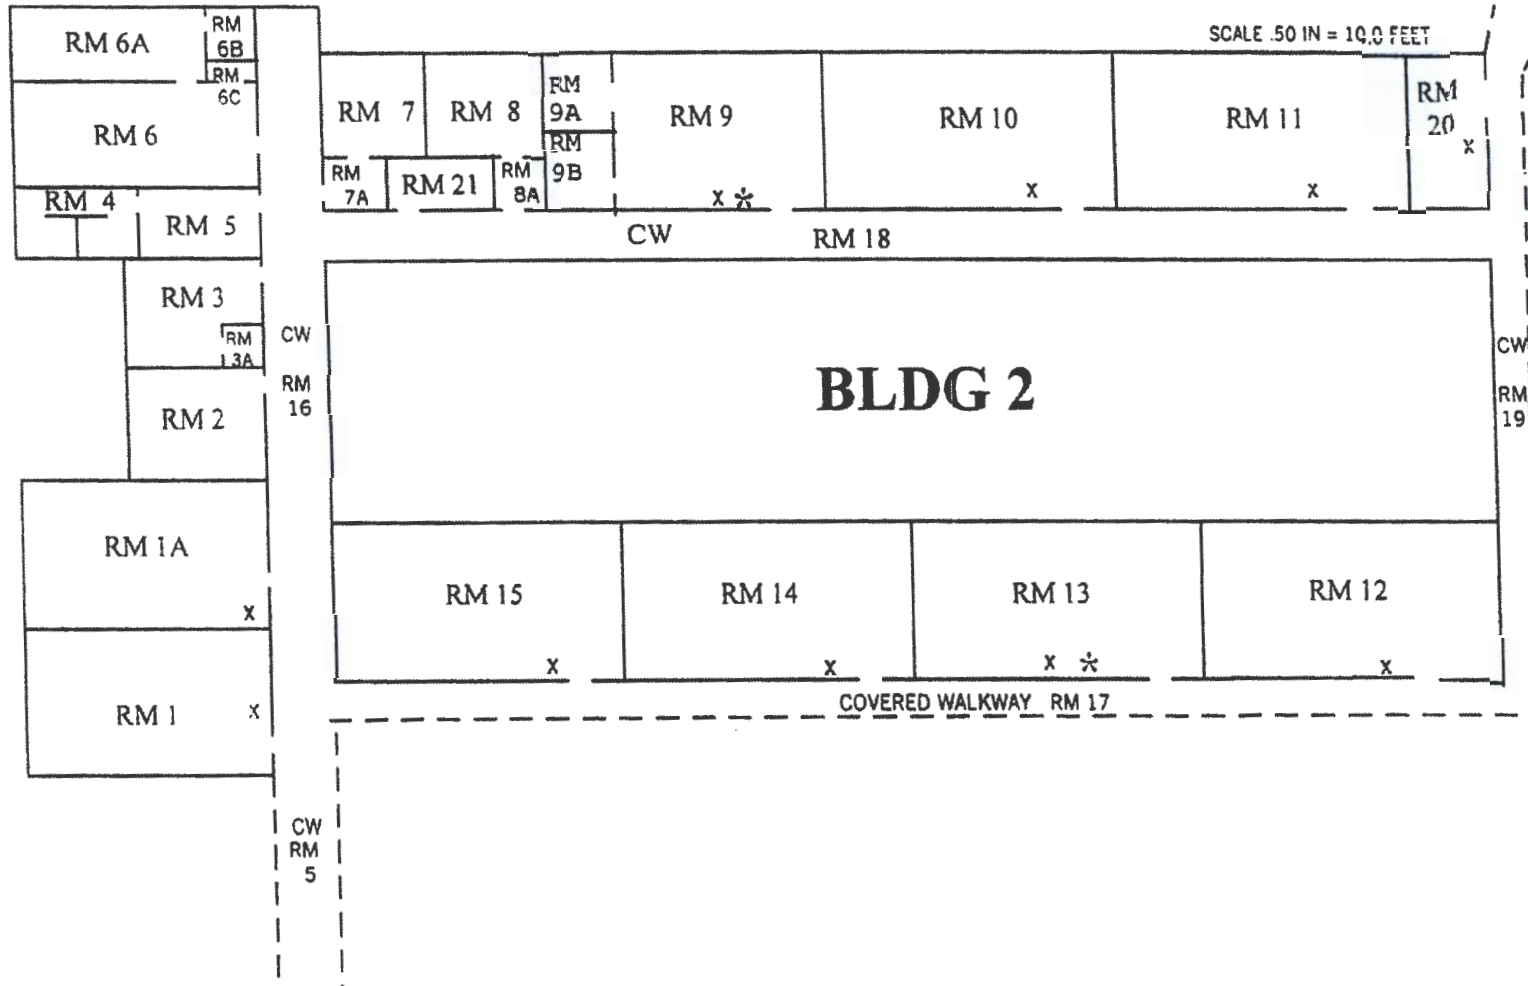 SCALE .50 IN = 10.0 FEET
RM 6A
RM
6B
RM
6C
RM 6
RM 4
RM 5
RM 7
RM 8
RM
9A
RM
9B
RM 9
RM 10
RM 11
RM
20
x
RM
7A
RM 21
RM
8A
x *
x
x
CW
RM 18
RM 3
RM
3A
CW
RM
16
BLDG 2
CW
RM
19
RM 2
RM 1A
x
RM 15
x
RM 14
x
RM 13
x *
RM 12
x
RM 1
x
COVERED WALKWAY RM 17
CW
RM
5